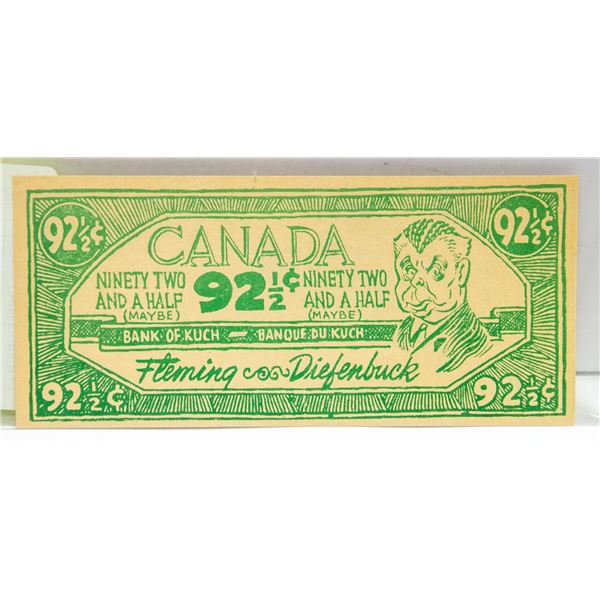 92½¢ 92½¢
CANADA
NINETY TWO AND A HALF (MAYBE)
92½¢
NINETY TWO AND A HALF (MAYBE)
BANK OF KUCH — BANQUE DU KUCH
Fleming Diefenbuck
92½¢ 92½¢